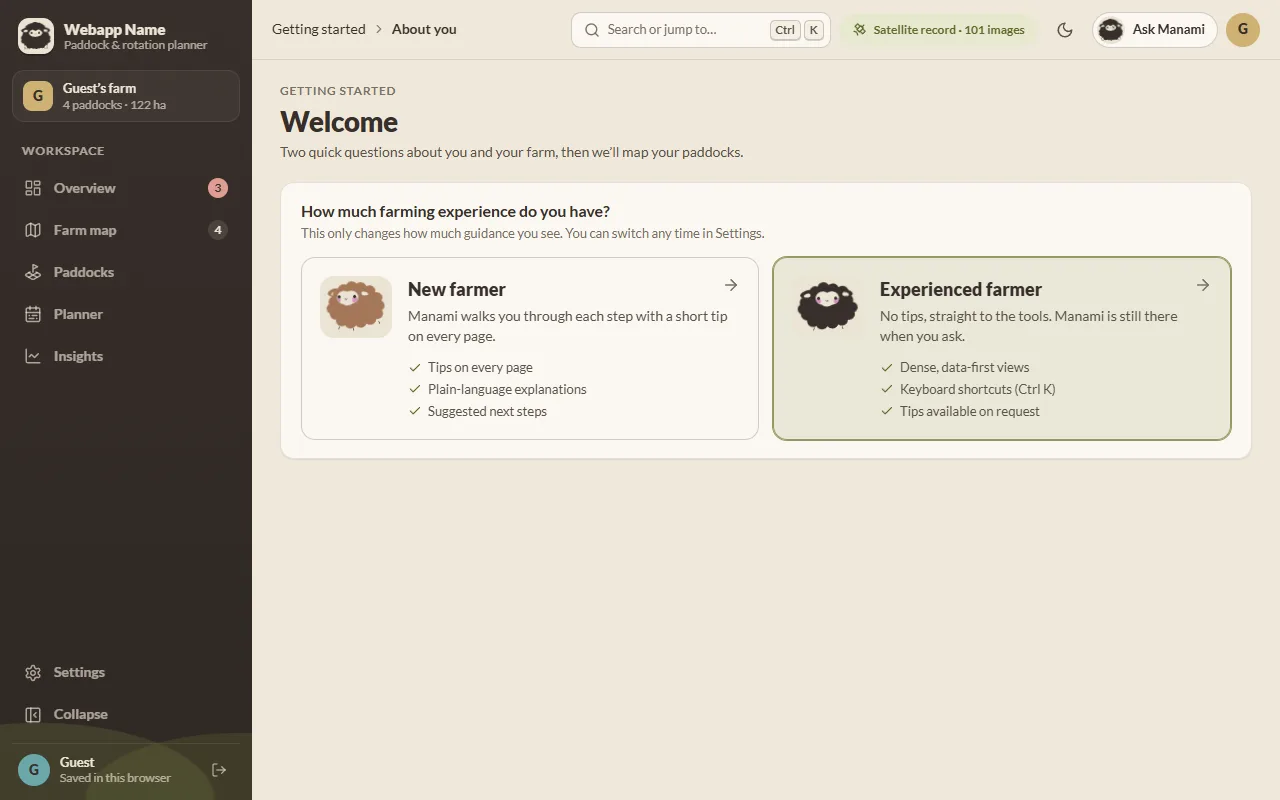 Webapp Name
Paddock & rotation planner
G
Guest's farm
4 paddocks · 122 ha
WORKSPACE
Overview
3
Farm map
4
Paddocks
Planner
Insights
Settings
Collapse
G
Guest
Saved in this browser
Getting started > About you
Search or jump to...
Ctrl K
Satellite record · 101 images
Ask Manami
G
GETTING STARTED
Welcome
Two quick questions about you and your farm, then we'll map your paddocks.
How much farming experience do you have?
This only changes how much guidance you see. You can switch any time in Settings.
New farmer
Manami walks you through each step with a short tip
on every page.
Tips on every page
Plain-language explanations
Suggested next steps
Experienced farmer
No tips, straight to the tools. Manami is still there
when you ask.
Dense, data-first views
Keyboard shortcuts (Ctrl K)
Tips available on request